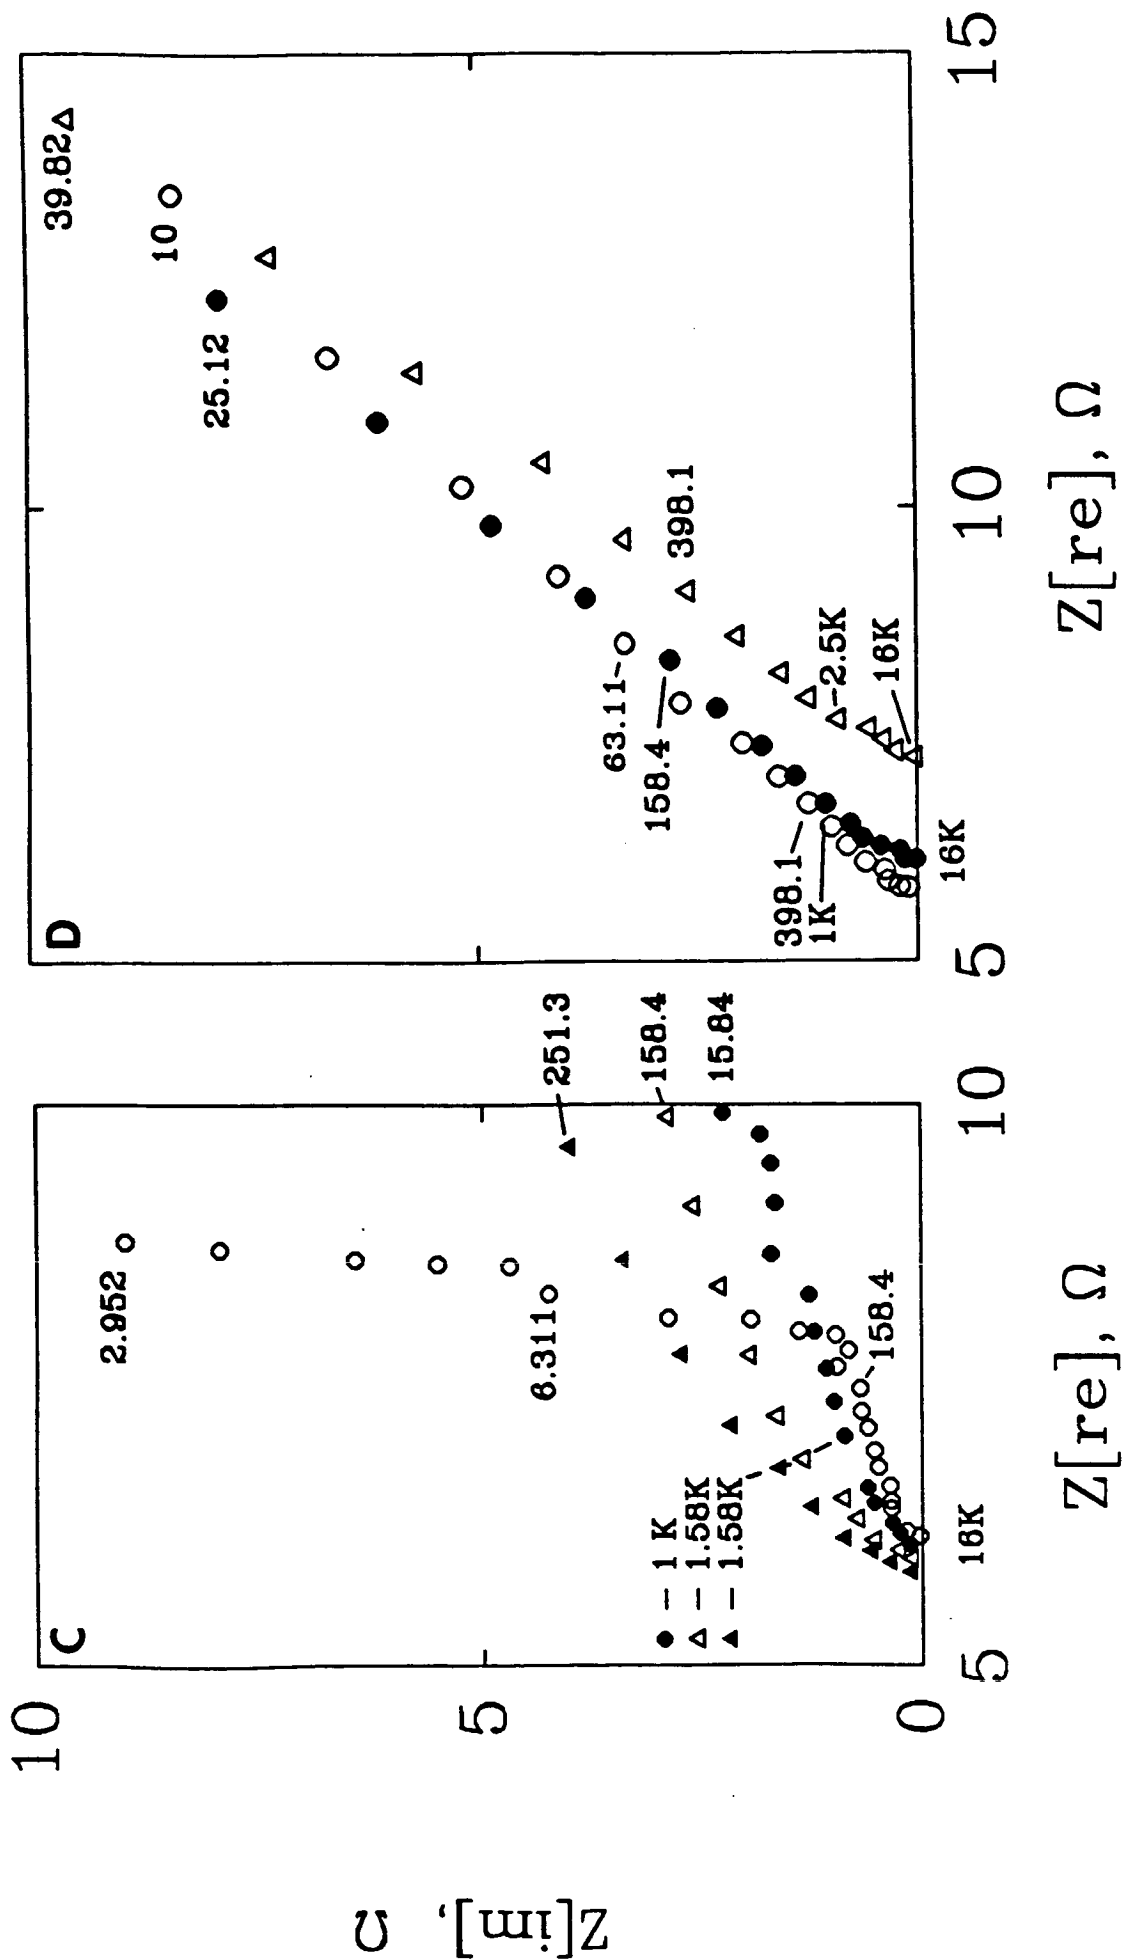 Z[im], Ω
10
5
0
C
2.952
6.311
251.3
158.4
15.84
158.4
– – 1 K
– 1.58K
– 1.58K
16K
5
10
Z[re], Ω
D
39.82
10
25.12
63.11
158.4
398.1
398.1
1K
2.5K
16K
16K
5
10
15
Z[re], Ω